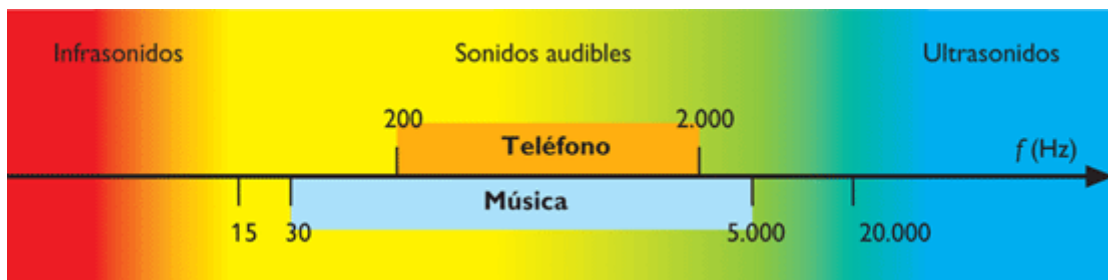 Infrasonidos Sonidos audibles Ultrasonidos
200 2.000
Teléfono
f (Hz)
Música
15 30 5.000 20.000